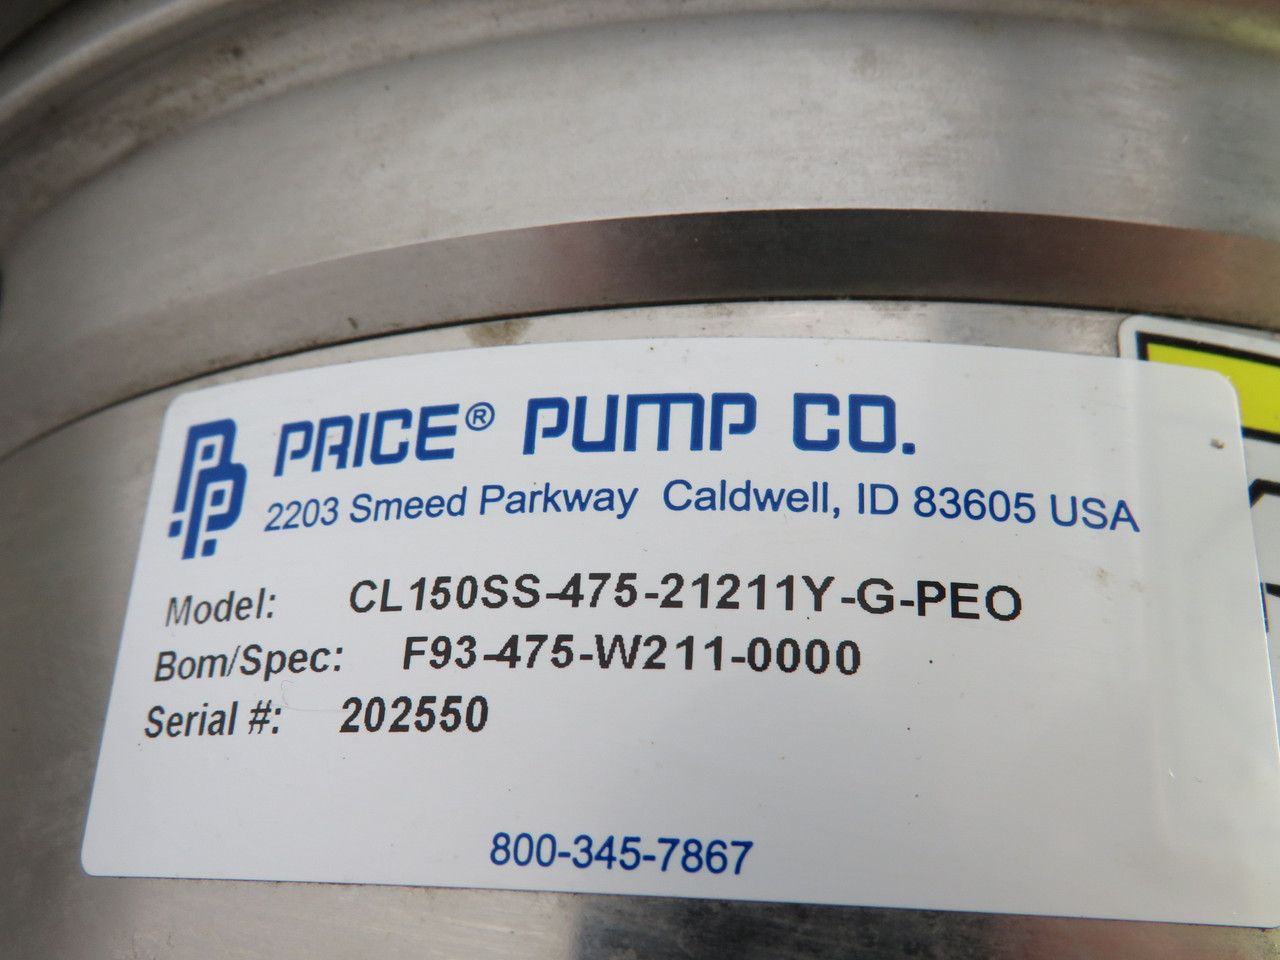 PRICE® PUMP CO.
2203 Smeed Parkway Caldwell, ID 83605 USA
Model: CL150SS-475-21211Y-G-PEO
Bom/Spec: F93-475-W211-0000
Serial #: 202550
800-345-7867